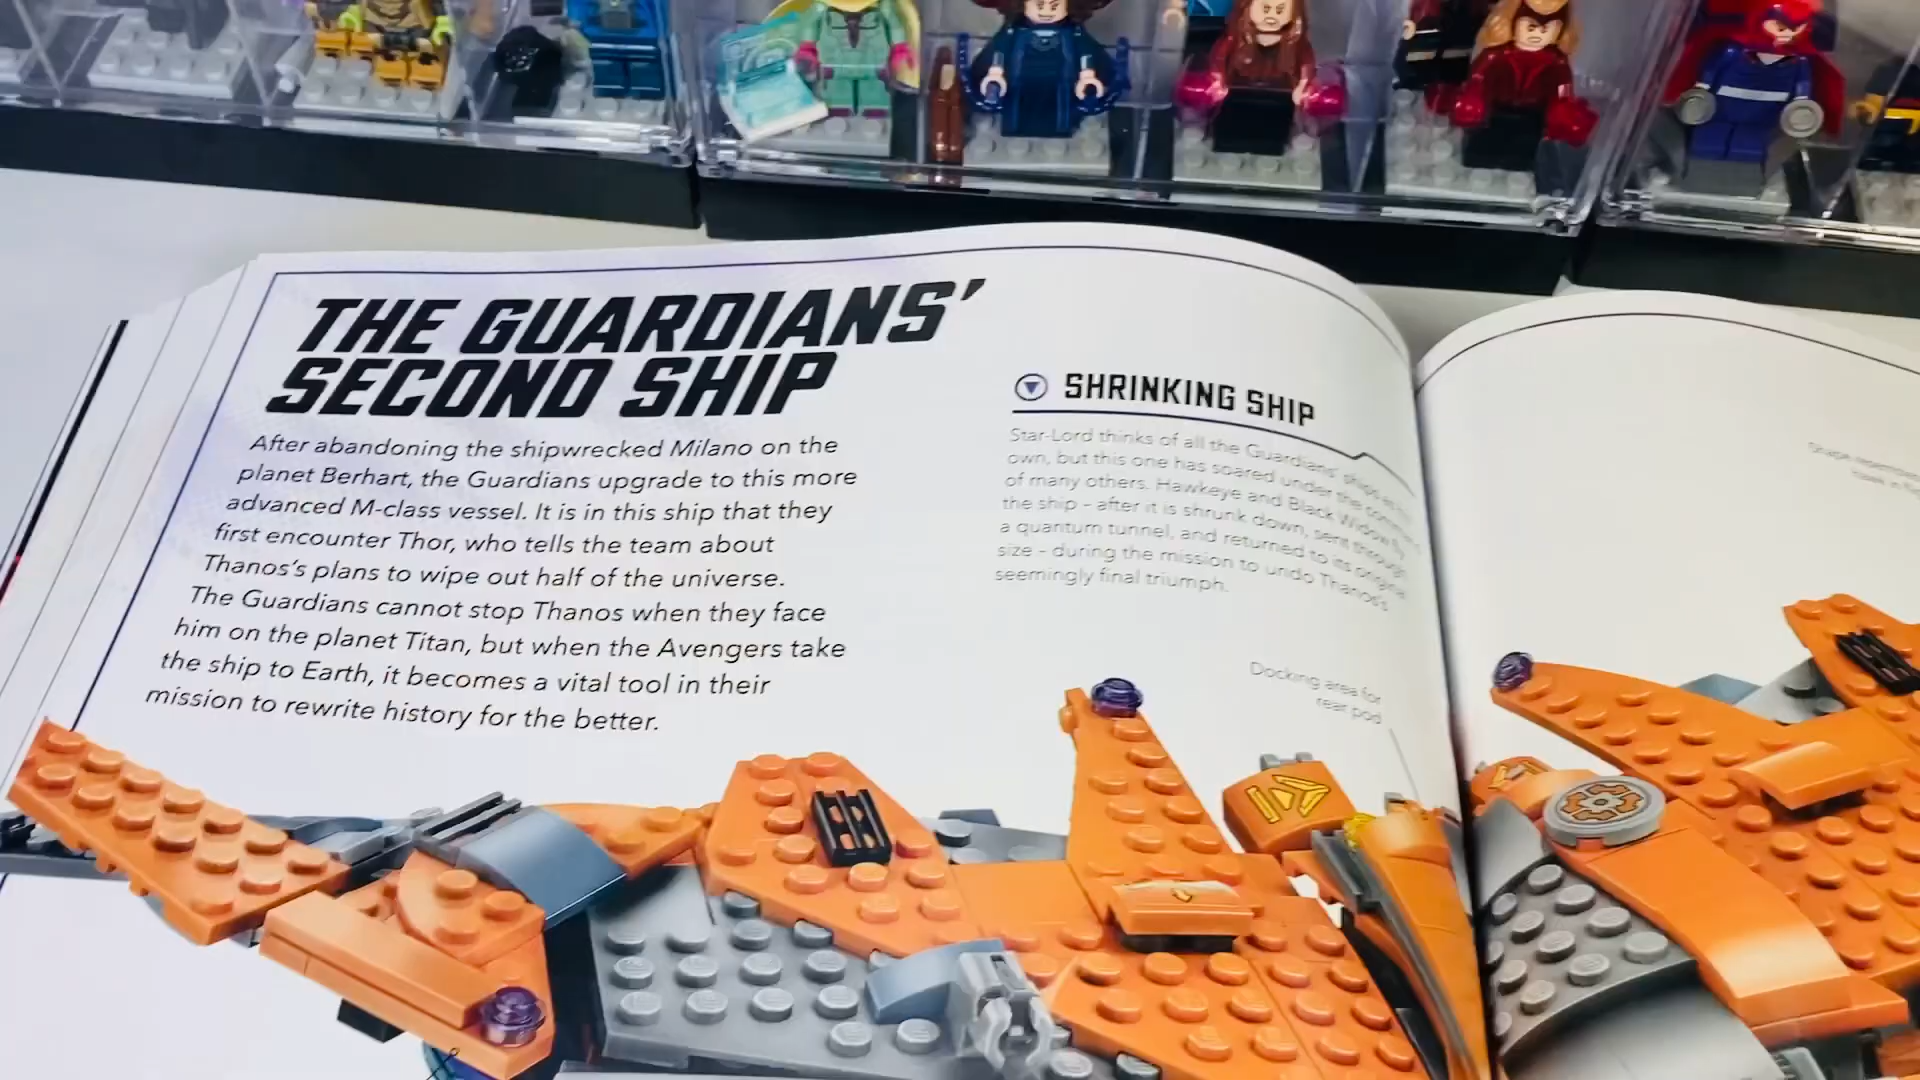 THE GUARDIANS'
SECOND SHIP
After abandoning the shipwrecked Milano on the
planet Berhart, the Guardians upgrade to this more
advanced M-class vessel. It is in this ship that they
first encounter Thor, who tells the team about
Thanos's plans to wipe out half of the universe.
The Guardians cannot stop Thanos when they face
him on the planet Titan, but when the Avengers take
the ship to Earth, it becomes a vital tool in their
mission to rewrite history for the better.
SHRINKING SHIP
Star-Lord thinks of all the Guardians' ships as
own, but this one has soared under the
of many others. Hawkeye and Black Widow fly
the ship – after it is shrunk down, sent through
a quantum tunnel, and returned to its original
size – during the mission to undo Thanos's
seemingly final triumph.
Docking area for
rear pod